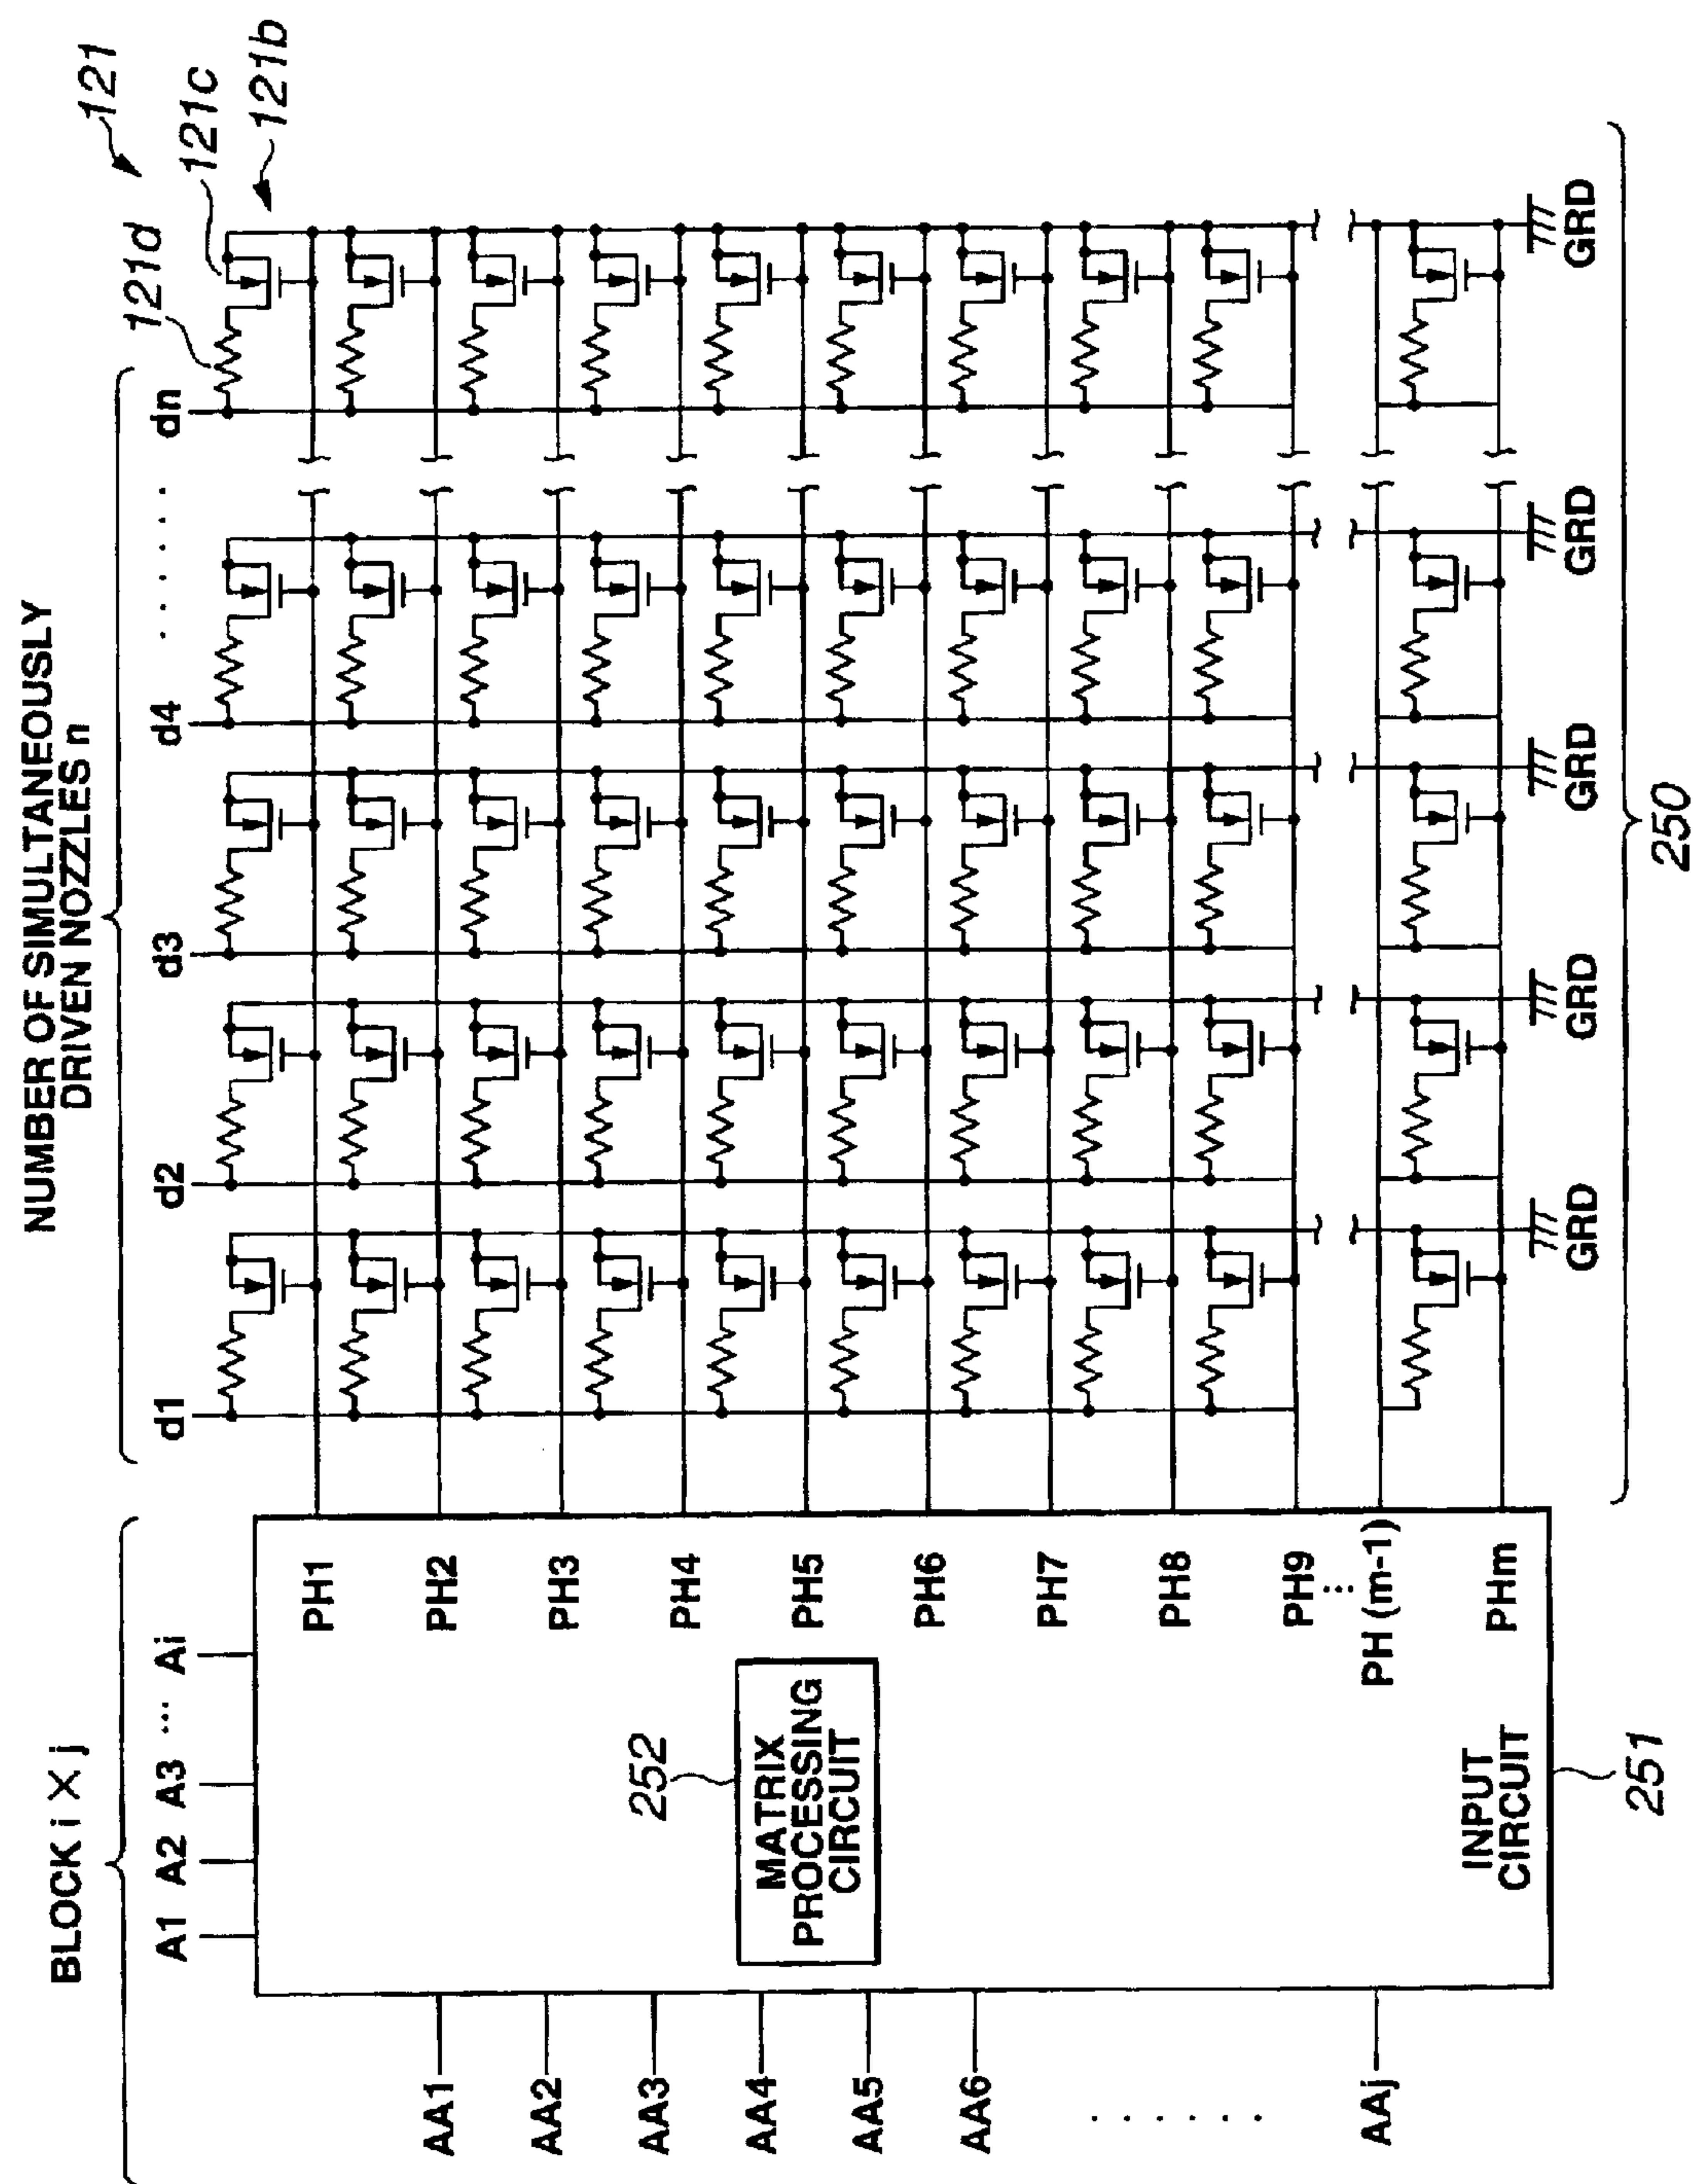 NUMBER OF SIMULTANEOUSLY
DRIVEN NOZZLES n
BLOCK i × j
A1 A2 A3 ... Ai
d1 d2 d3 d4 ...... dn
121
121c
121b
121d
AA1
AA2
AA3
AA4
AA5
AA6
......
AAj
252
MATRIX
PROCESSING
CIRCUIT
PH1
PH2
PH3
PH4
PH5
PH6
PH7
PH8
PH9
...
PH (m-1)
PHm
INPUT
CIRCUIT
251
GRD GRD GRD GRD GRD
250